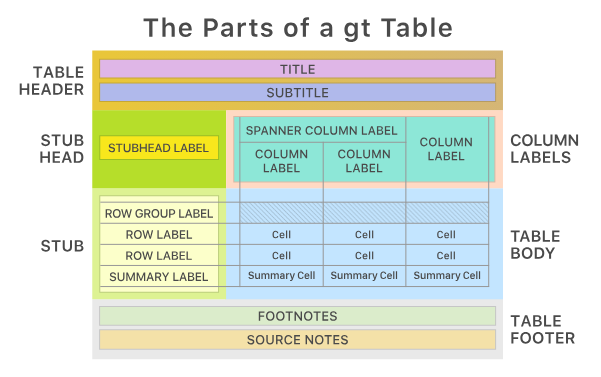 The Parts of a gt Table
TABLE
HEADER
TITLE
SUBTITLE
STUB
HEAD
STUBHEAD LABEL
SPANNER COLUMN LABEL
COLUMN
LABEL
COLUMN
LABEL
COLUMN
LABEL
COLUMN
LABELS
STUB
ROW GROUP LABEL
ROW LABEL Cell Cell Cell
ROW LABEL Cell Cell Cell
SUMMARY LABEL Summary Cell Summary Cell Summary Cell
TABLE
BODY
FOOTNOTES
SOURCE NOTES
TABLE
FOOTER